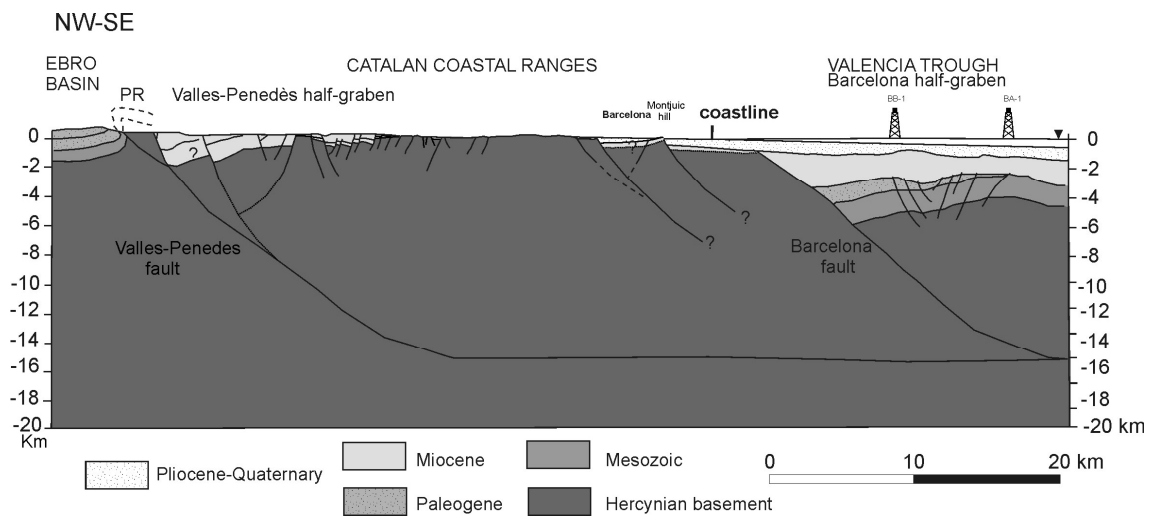 NW-SE
EBRO
BASIN
PR
Valles-Penedès half-graben
CATALAN COASTAL RANGES
Barcelona
Montjuic
hill
coastline
VALENCIA TROUGH
Barcelona half-graben
BB-1
BA-1
0
-2
-4
-6
-8
-10
-12
-14
-16
-18
-20
Km
?
Valles-Penedes
fault
?
?
Barcelona
fault
0
-2
-4
-6
-8
-10
-12
-14
-16
-18
-20 km
Pliocene-Quaternary
Miocene
Paleogene
Mesozoic
Hercynian basement
0
10
20 km